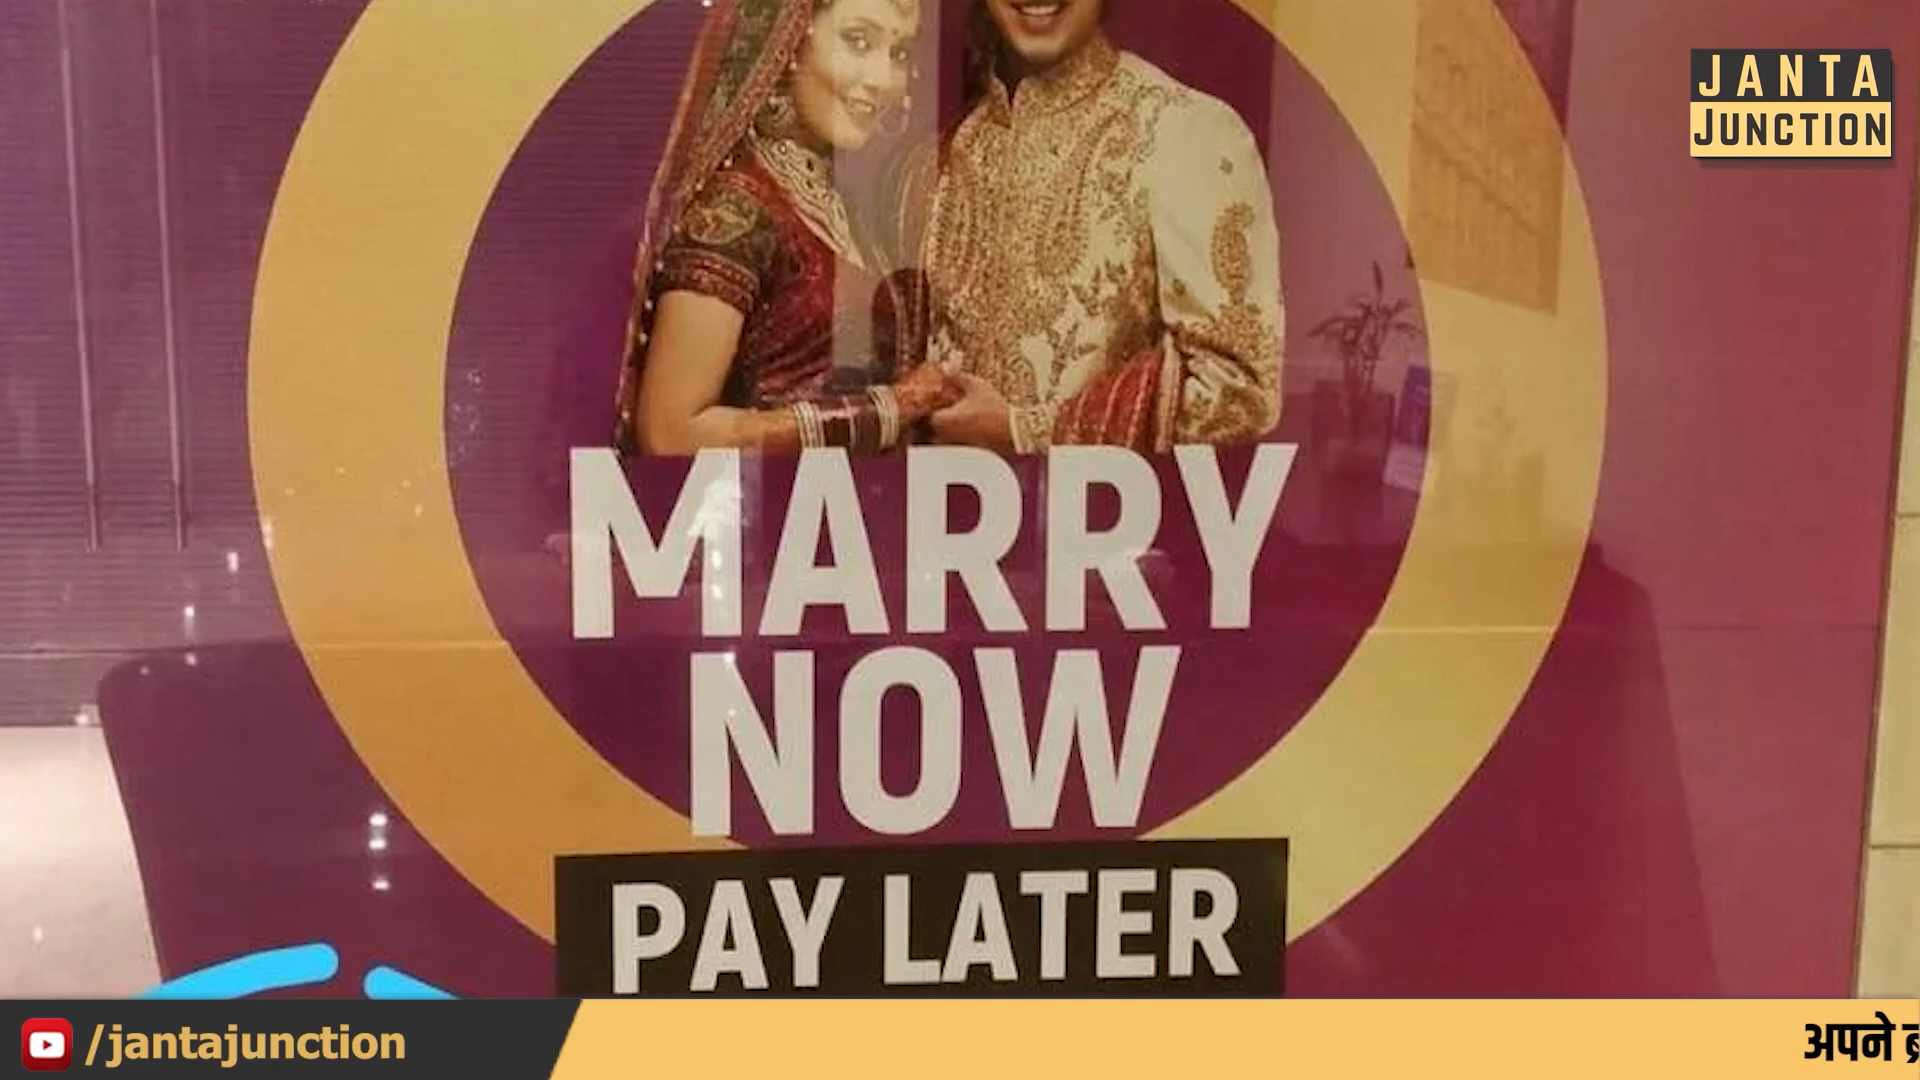 JANTA
JUNCTION
MARRY
NOW
PAY LATER
/jantajunction
अपने